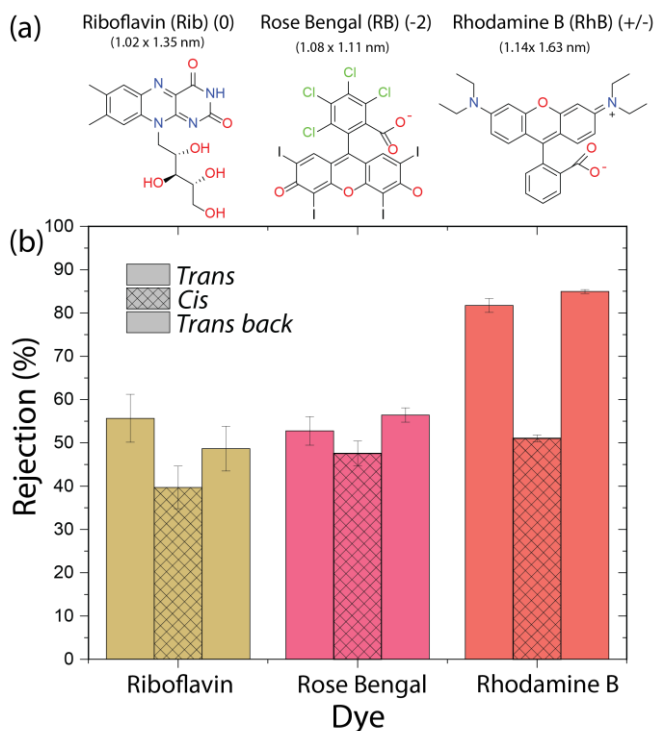 (a)
Riboflavin (Rib) (0)
(1.02 x 1.35 nm)
Rose Bengal (RB) (-2)
(1.08 x 1.11 nm)
Rhodamine B (RhB) (+/-)
(1.14x 1.63 nm)
O
N
NH
N
N
O
OH
HO
OH
HO
Cl
Cl
Cl
Cl
O-
O
I
I
O
O
O
I
I
N
O
N
+
O
O-
(b)
100
90
80
70
60
50
40
30
20
10
0
Rejection (%)
Trans
Cis
Trans back
Riboflavin
Rose Bengal
Rhodamine B
Dye